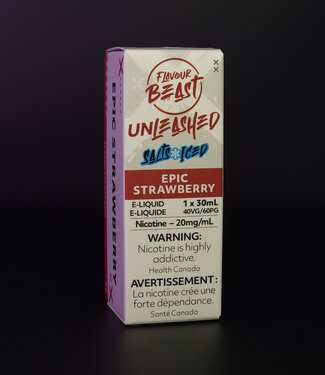 FLAVOUR
BEAST
UNLEASHED
SALTS ICED
EPIC
STRAWBERRY
E-LIQUID 1 x 30mL
E-LIQUIDE 40VG/60PG
Nicotine – 20mg/mL
WARNING:
Nicotine is highly
addictive.
Health Canada
AVERTISSEMENT :
La nicotine crée une
forte dépendance.
Santé Canada
EPIC STRAWBERRY